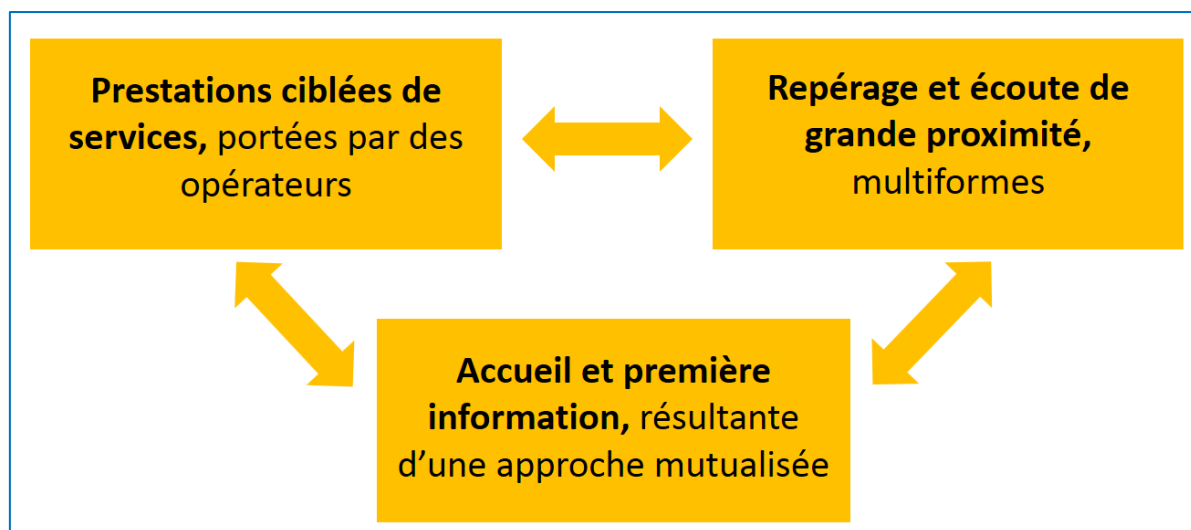 Prestations ciblées de
services, portées par des
opérateurs
Repérage et écoute de
grande proximité,
multiformes
Accueil et première
information, résultante
d’une approche mutualisée